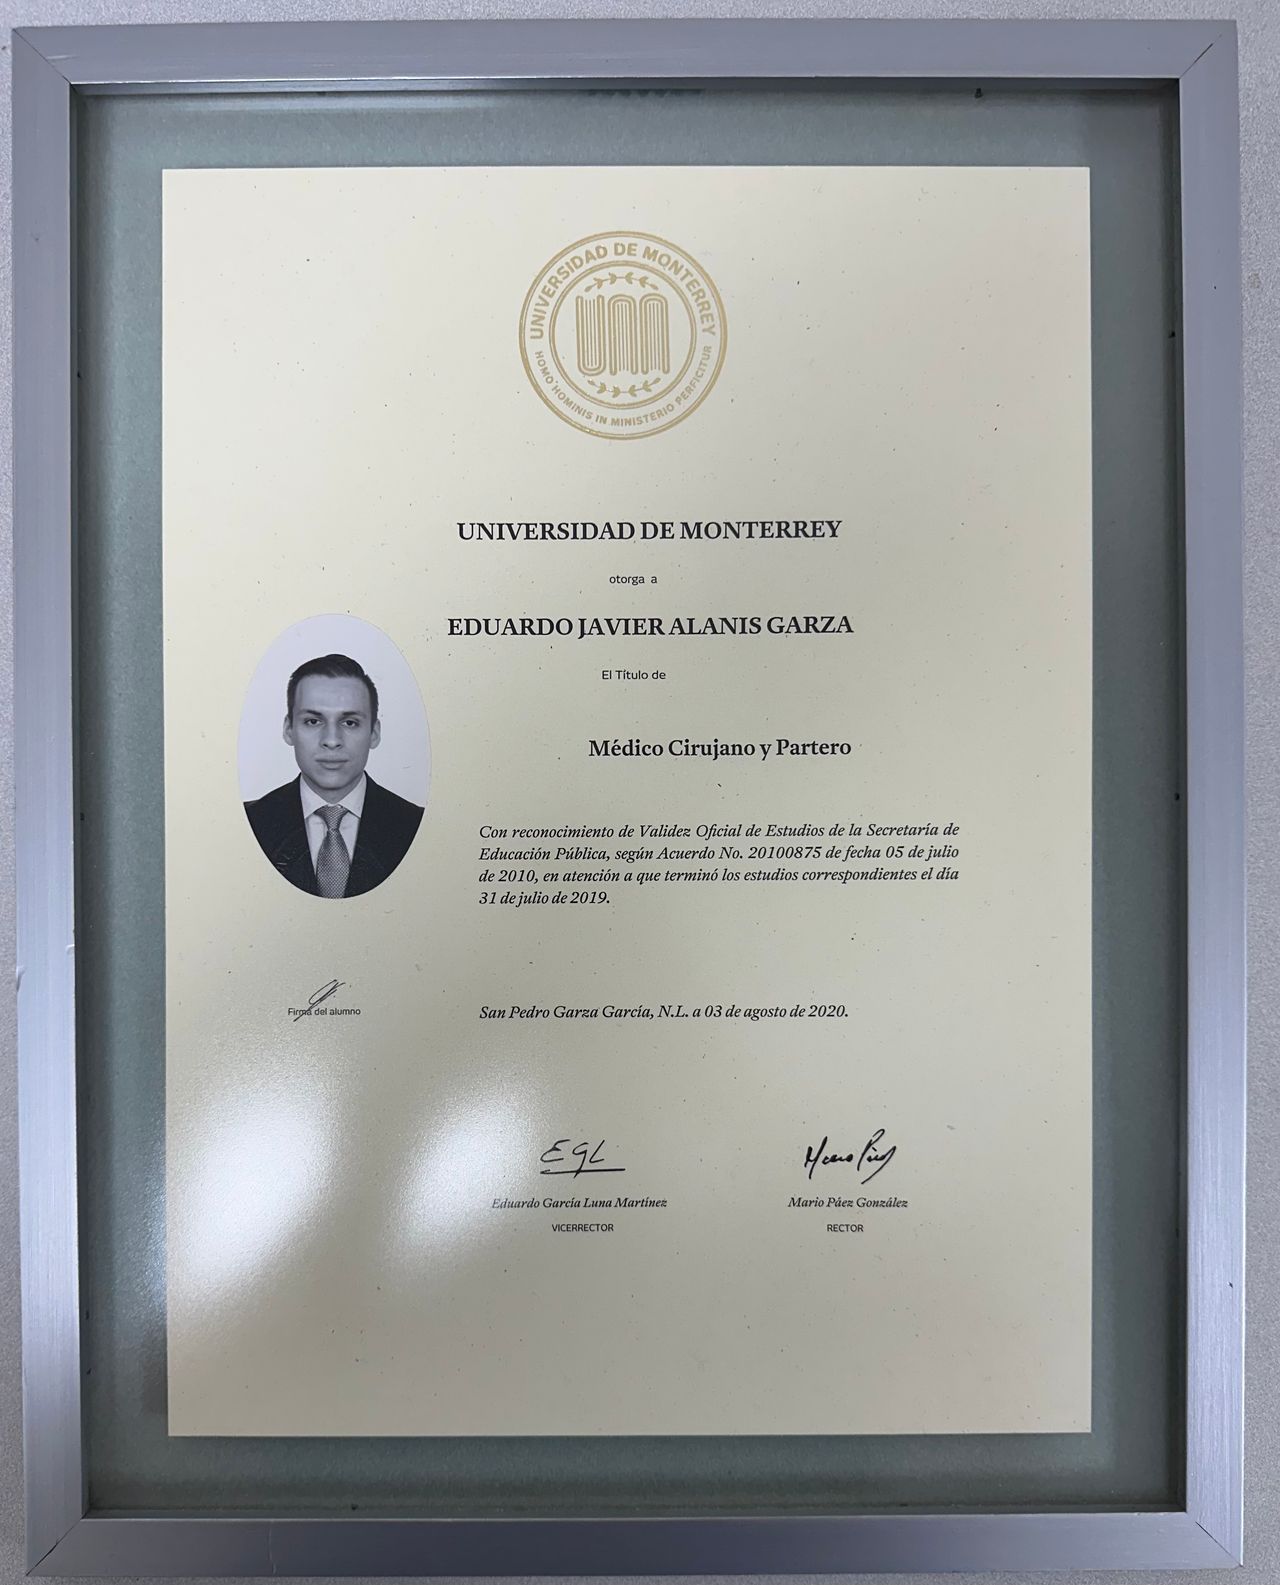 UNIVERSIDAD DE MONTERREY
HOMO HOMINIS IN MINISTERIO PERFICITUR
UNIVERSIDAD DE MONTERREY
otorga a
EDUARDO JAVIER ALANIS GARZA
El Título de
Médico Cirujano y Partero
Con reconocimiento de Validez Oficial de Estudios de la Secretaría de
Educación Pública, según Acuerdo No. 20100875 de fecha 05 de julio
de 2010, en atención a que terminó los estudios correspondientes el día
31 de julio de 2019.
Firma del alumno
San Pedro Garza García, N.L. a 03 de agosto de 2020.
EGL
Eduardo García Luna Martínez
VICERRECTOR
Mario Páez González
RECTOR